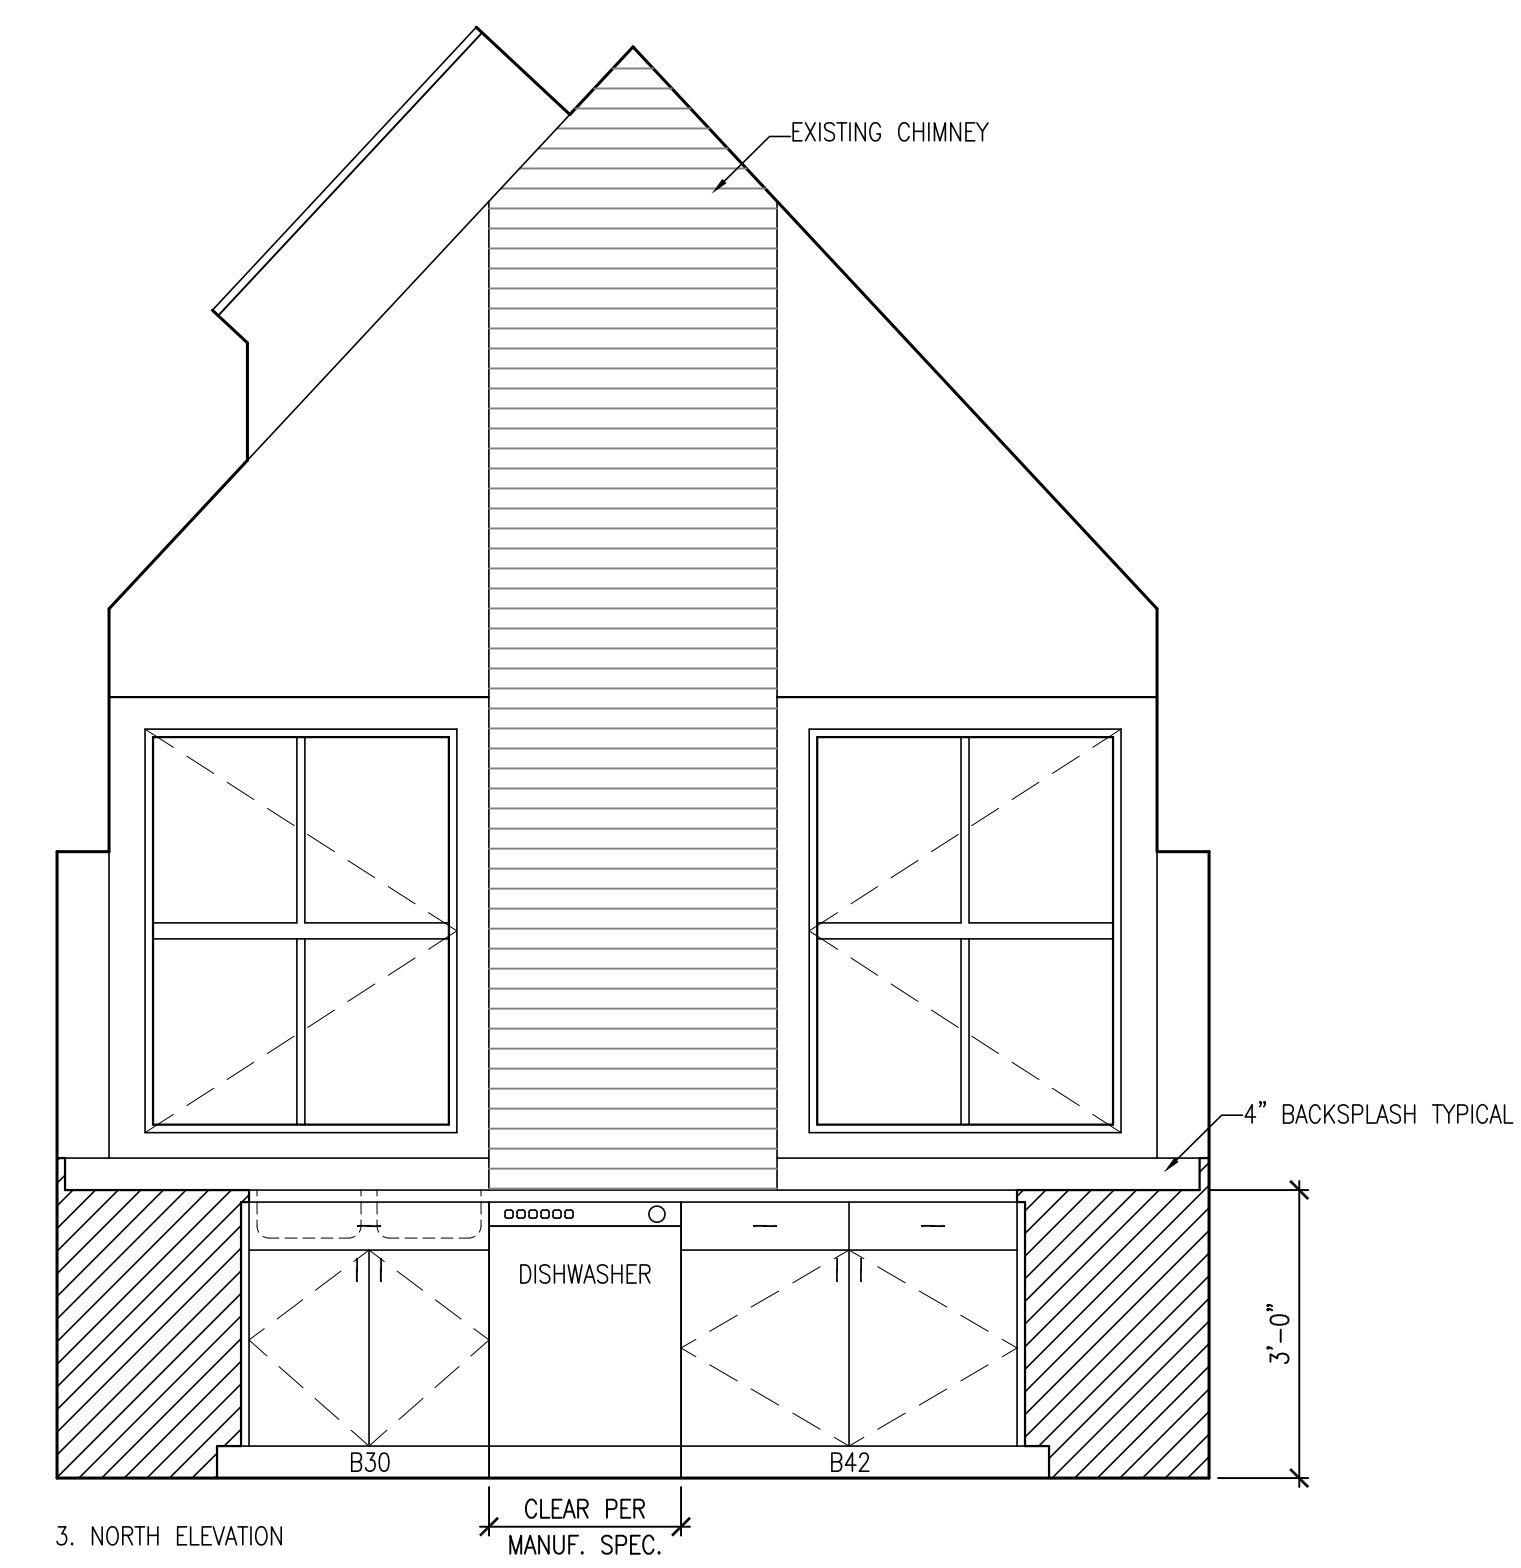 EXISTING CHIMNEY
4" BACKSPLASH TYPICAL
3'-0"
DISHWASHER
B30
B42
CLEAR PER
MANUF. SPEC.
3. NORTH ELEVATION